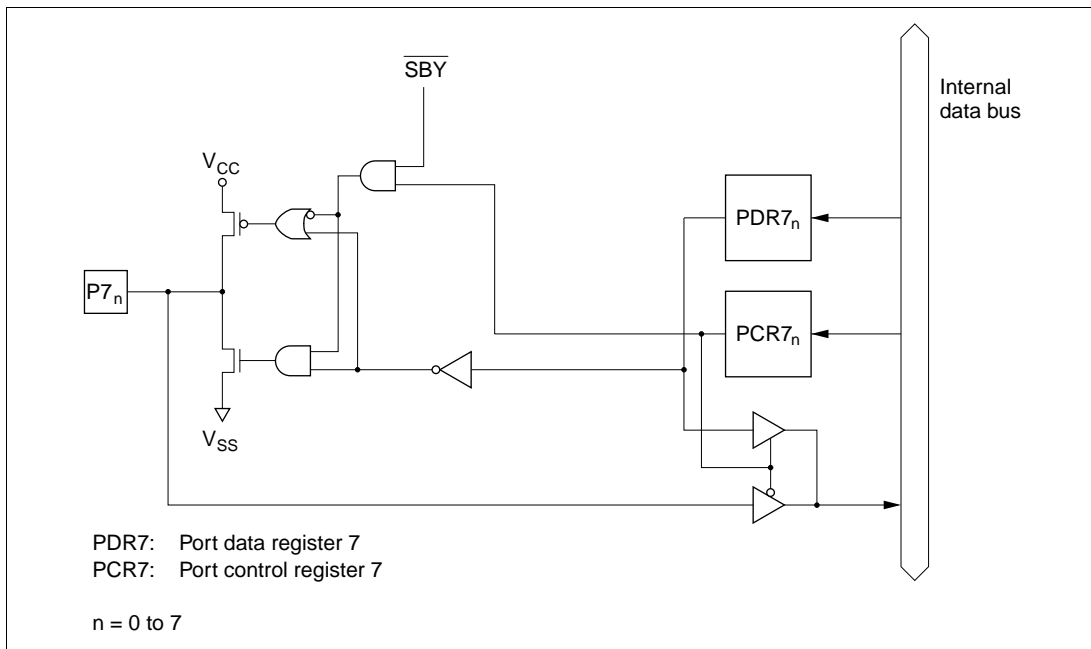 SBY
Internal
data bus
VCC
PDR7n
P7n
PCR7n
VSS
PDR7: Port data register 7
PCR7: Port control register 7
n = 0 to 7